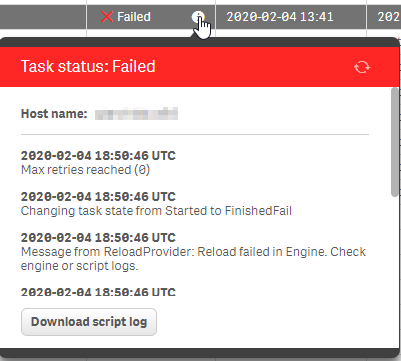 Failed
2020-02-04 13:41
202
Task status: Failed
Host name:
2020-02-04 18:50:46 UTC
Max retries reached (0)
2020-02-04 18:50:46 UTC
Changing task state from Started to FinishedFail
2020-02-04 18:50:46 UTC
Message from ReloadProvider: Reload failed in Engine. Check
engine or script logs.
2020-02-04 18:50:46 UTC
Download script log